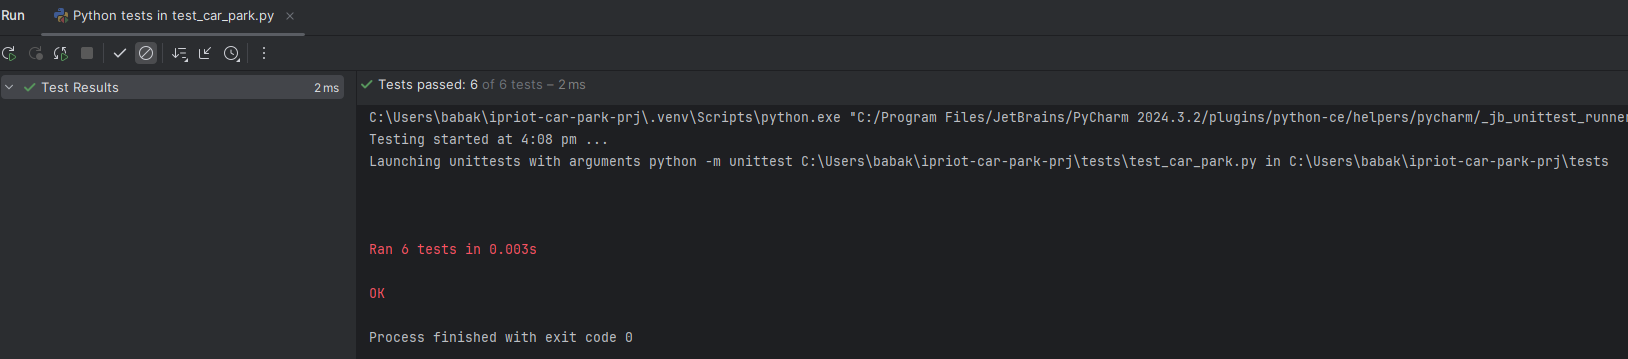 Run Python tests in test_car_park.py
Test Results 2 ms
Tests passed: 6 of 6 tests – 2 ms
C:\Users\babak\ipriot-car-park-prj\.venv\Scripts\python.exe "C:/Program Files/JetBrains/PyCharm 2024.3.2/plugins/python-ce/helpers/pycharm/_jb_unittest_runner
Testing started at 4:08 pm ...
Launching unittests with arguments python -m unittest C:\Users\babak\ipriot-car-park-prj\tests\test_car_park.py in C:\Users\babak\ipriot-car-park-prj\tests
Ran 6 tests in 0.003s
OK
Process finished with exit code 0